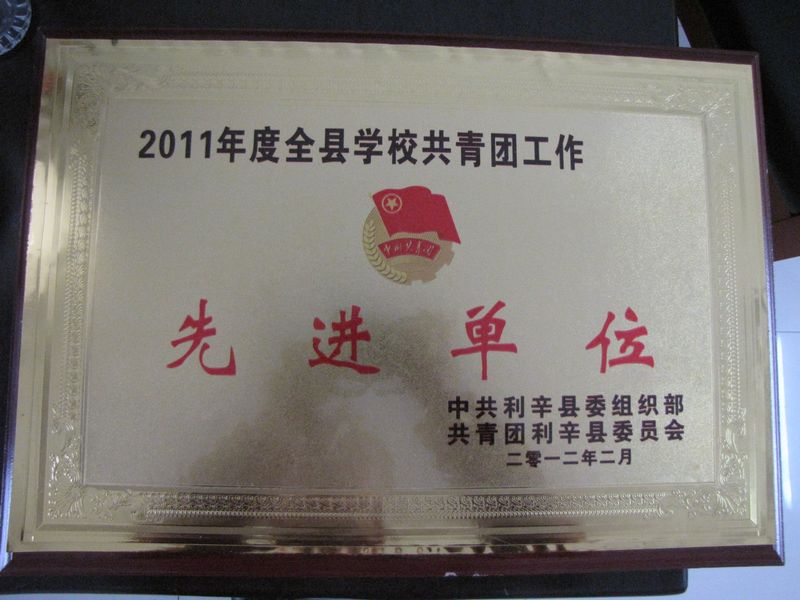 2011年度全县学校共青团工作
中国共青团
先进单位
中共利辛县委组织部
共青团利辛县委员会
二零一二年二月